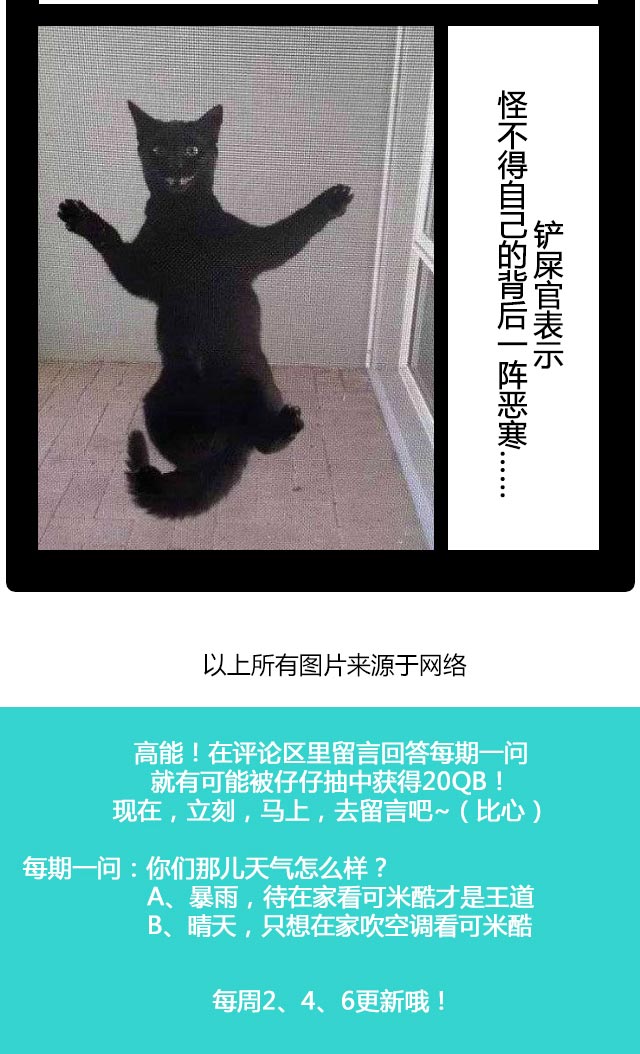 铲屎官表示
怪不得自己的背后一阵恶寒……
以上所有图片来源于网络
高能！在评论区里留言回答每期一问
就有可能被仔仔抽中获得20QB！
现在，立刻，马上，去留言吧~（比心）
每期一问：你们那儿天气怎么样？
A、暴雨，待在家看可米酷才是王道
B、晴天，只想在家吹空调看可米酷
每周2、4、6更新哦！